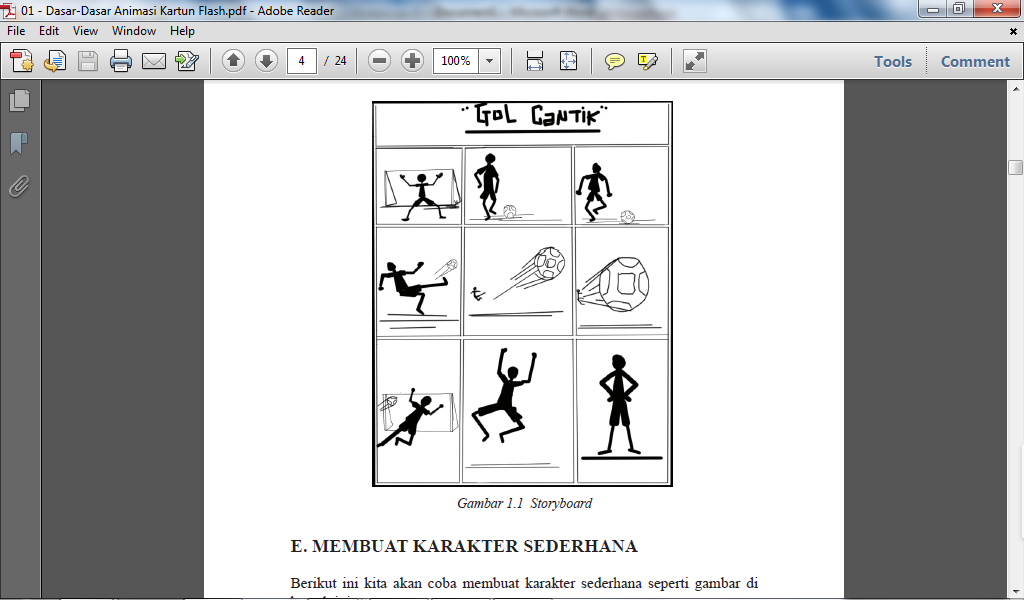 01 - Dasar-Dasar Animasi Kartun Flash.pdf - Adobe Reader
File Edit View Window Help
4 / 24 100% Tools Comment
"GOL CANTIK"
Gambar 1.1 Storyboard
E. MEMBUAT KARAKTER SEDERHANA
Berikut ini kita akan coba membuat karakter sederhana seperti gambar di